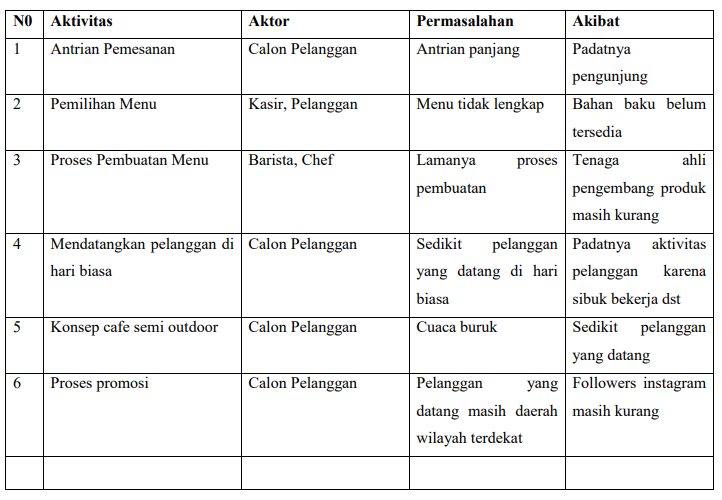 N0 Aktivitas Aktor Permasalahan Akibat
1 Antrian Pemesanan Calon Pelanggan Antrian panjang Padatnya
pengunjung
2 Pemilihan Menu Kasir, Pelanggan Menu tidak lengkap Bahan baku belum
tersedia
3 Proses Pembuatan Menu Barista, Chef Lamanya proses Tenaga ahli
pembuatan pengembang produk
masih kurang
4 Mendatangkan pelanggan di Calon Pelanggan Sedikit pelanggan Padatnya aktivitas
hari biasa yang datang di hari pelanggan karena
biasa sibuk bekerja dst
5 Konsep cafe semi outdoor Calon Pelanggan Cuaca buruk Sedikit pelanggan
yang datang
6 Proses promosi Calon Pelanggan Pelanggan yang Followers instagram
datang masih daerah masih kurang
wilayah terdekat